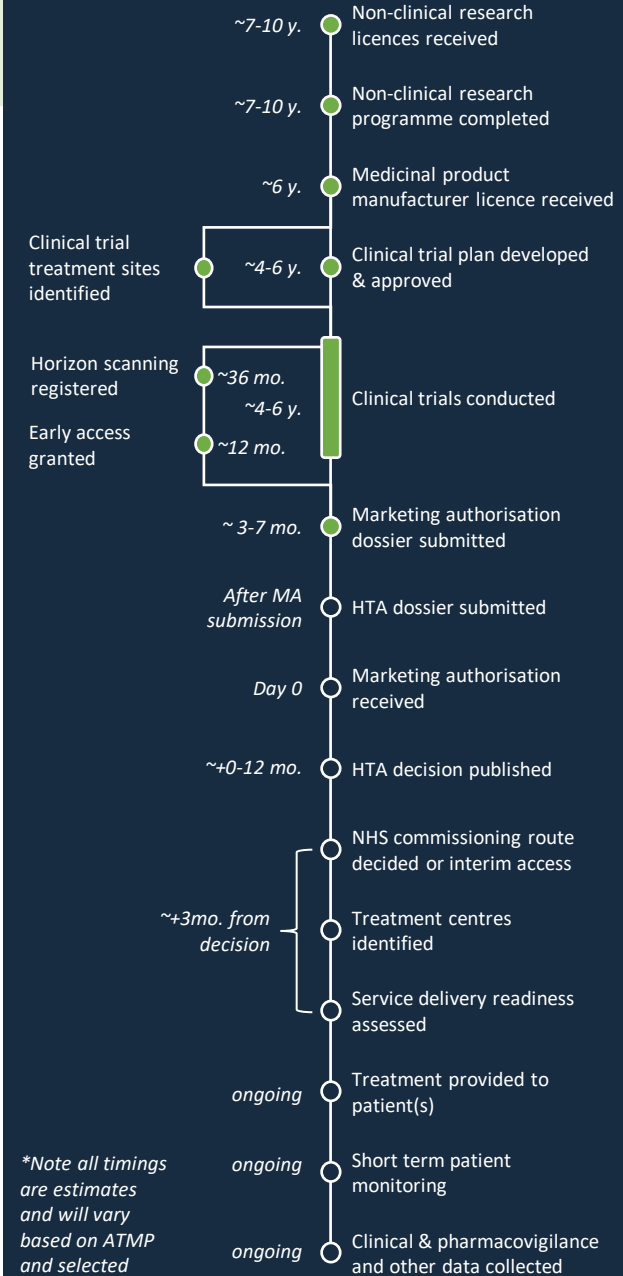 ~7-10 y.
Non-clinical research
licences received
~7-10 y.
Non-clinical research
programme completed
~6 y.
Medicinal product
manufacturer licence received
Clinical trial
treatment sites
identified
~4-6 y.
Clinical trial plan developed
& approved
Horizon scanning
registered
~36 mo.
~4-6 y.
Clinical trials conducted
Early access
granted
~12 mo.
~ 3-7 mo.
Marketing authorisation
dossier submitted
After MA
submission
HTA dossier submitted
Day 0
Marketing authorisation
received
~+0-12 mo.
HTA decision published
NHS commissioning route
decided or interim access
~+3mo. from
decision
Treatment centres
identified
Service delivery readiness
assessed
ongoing
Treatment provided to
patient(s)
ongoing
Short term patient
monitoring
ongoing
Clinical & pharmacovigilance
and other data collected
*Note all timings
are estimates
and will vary
based on ATMP
and selected